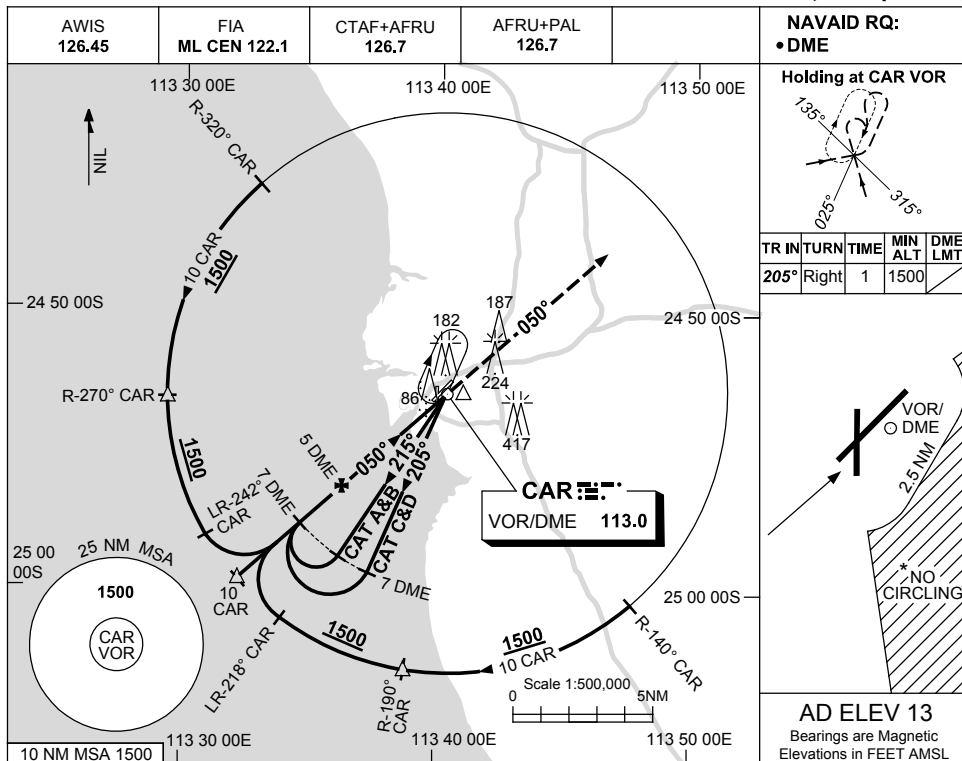 AWIS
126.45
FIA
ML CEN 122.1
CTAF+AFRU
126.7
AFRU+PAL
126.7
NAVAID RQ:
• DME
113 30 00E
113 40 00E
113 50 00E
Holding at CAR VOR
135°
025°
315°
TR IN
TURN
TIME
MIN ALT
DME LMT
205°
Right
1
1500
NIL
R-320° CAR
10 CAR
1500
24 50 00S
24 50 00S
187
182
050°
224
86
417
R-270° CAR
5 DME
050°
215°
205°
1500
7 DME
CAT A&B
CAT C&D
CAR
VOR/DME 113.0
LR-242°
CAR
VOR/
DME
2.5 NM
25 00
00S
25 NM MSA
1500
CAR
VOR
10
CAR
7 DME
*NO
CIRCLING
25 00 00S
1500
1500
10 CAR
R-140° CAR
LR-218° CAR
R-190°
CAR
Scale 1:500,000
0
5NM
AD ELEV 13
Bearings are Magnetic
Elevations in FEET AMSL
10 NM MSA 1500
113 30 00E
113 40 00E
113 50 00E